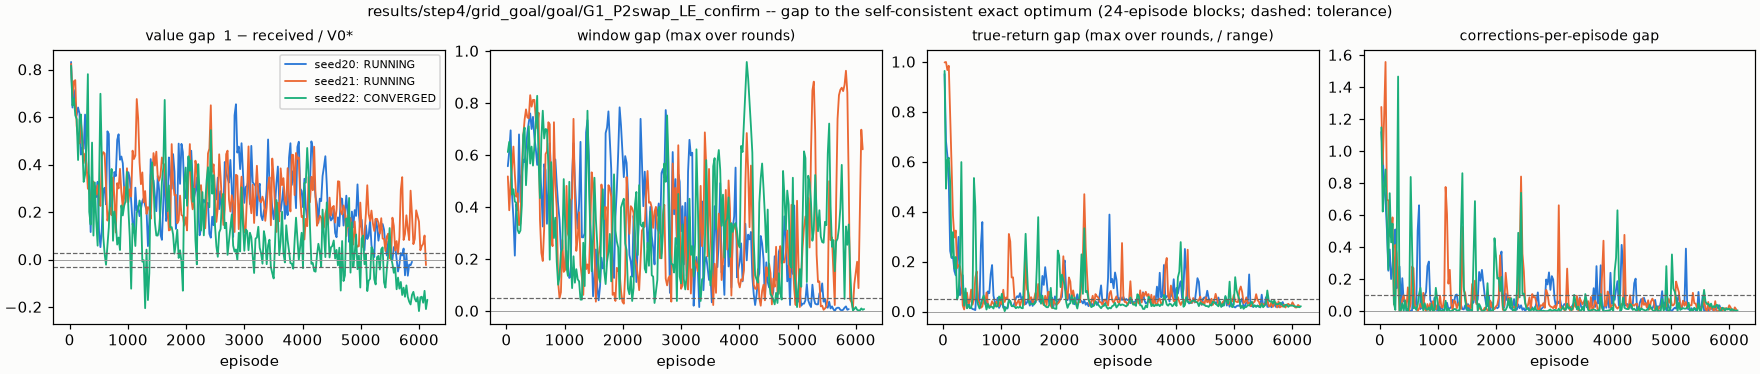 results/step4/grid_goal/goal/G1_P2swap_LE_confirm -- gap to the self-consistent exact optimum (24-episode blocks; dashed: tolerance)
value gap 1 − received / V0*
0.8
0.6
0.4
0.2
0.0
−0.2
seed20: RUNNING
seed21: RUNNING
seed22: CONVERGED
0 1000 2000 3000 4000 5000 6000
episode
window gap (max over rounds)
1.0
0.8
0.6
0.4
0.2
0.0
0 1000 2000 3000 4000 5000 6000
episode
true-return gap (max over rounds, / range)
1.0
0.8
0.6
0.4
0.2
0.0
0 1000 2000 3000 4000 5000 6000
episode
corrections-per-episode gap
1.6
1.4
1.2
1.0
0.8
0.6
0.4
0.2
0.0
0 1000 2000 3000 4000 5000 6000
episode